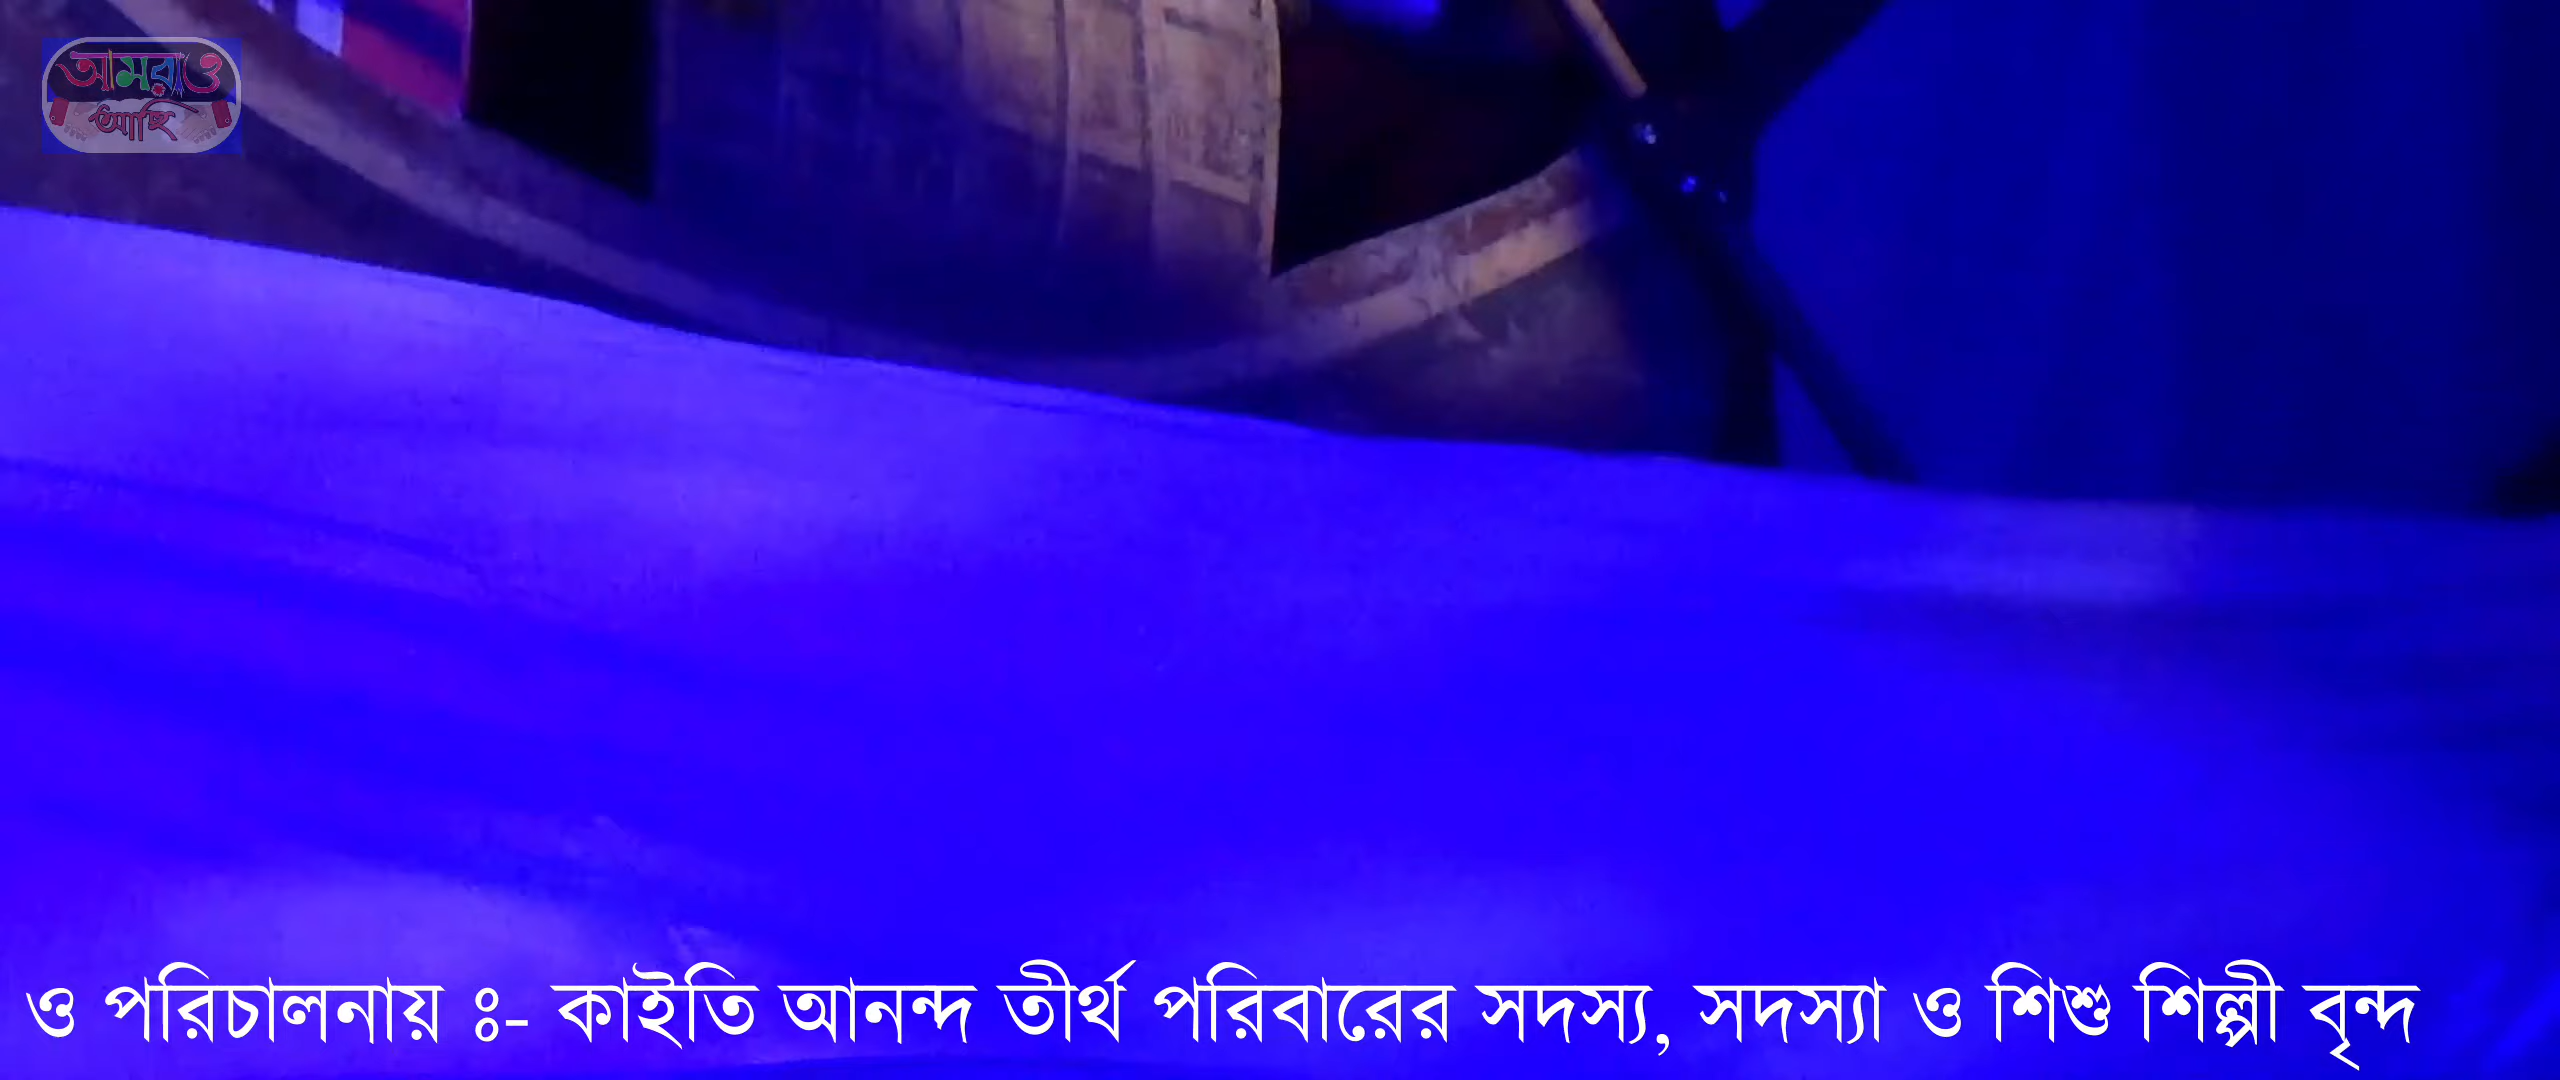 আমরাও
আছি
ও পরিচালনায় ঃ- কাইতি আনন্দ তীর্থ পরিবারের সদস্য, সদস্যা ও শিশু শিল্পী বৃন্দ